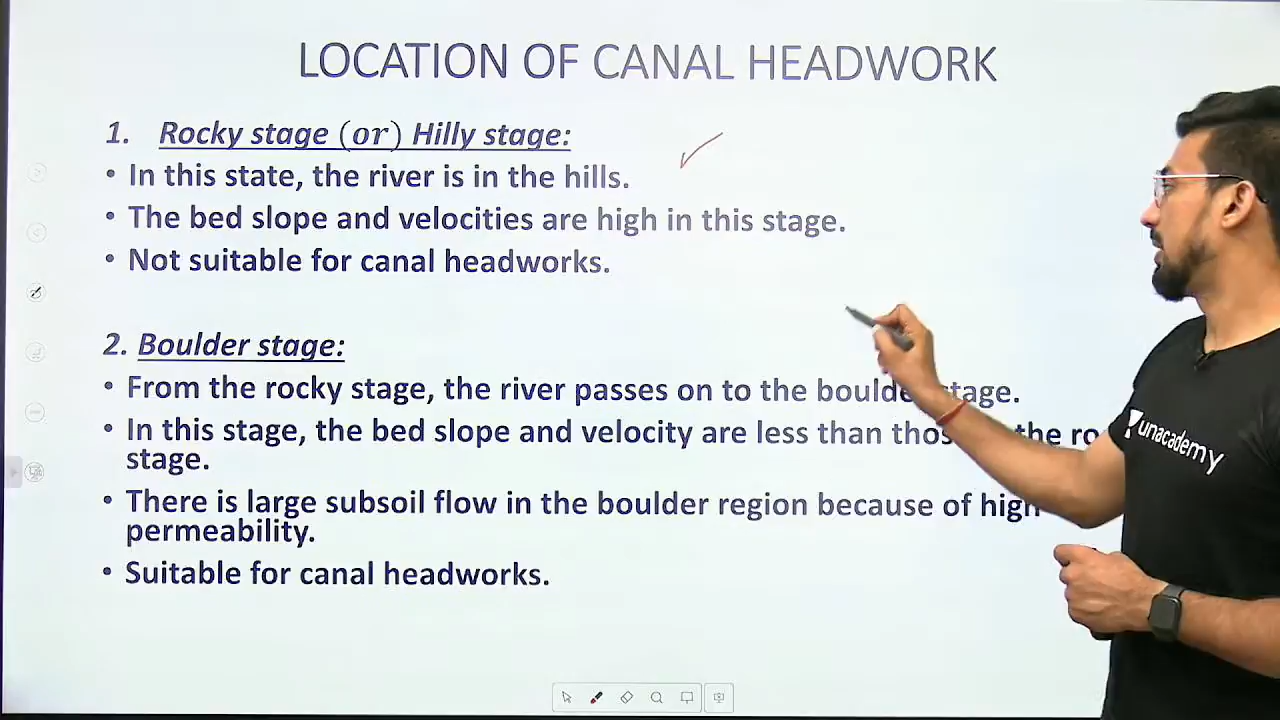 LOCATION OF CANAL HEADWORK
1. Rocky stage (or) Hilly stage:
• In this state, the river is in the hills.
• The bed slope and velocities are high in this stage.
• Not suitable for canal headworks.
2. Boulder stage:
• From the rocky stage, the river passes on to the boulder stage.
• In this stage, the bed slope and velocity are less than the
stage.
• There is large subsoil flow in the boulder region because of high
permeability.
• Suitable for canal headworks.
unacademy